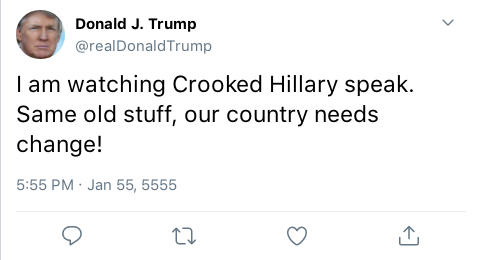 Donald J. Trump
@realDonaldTrump
I am watching Crooked Hillary speak.
Same old stuff, our country needs
change!
5:55 PM · Jan 55, 5555